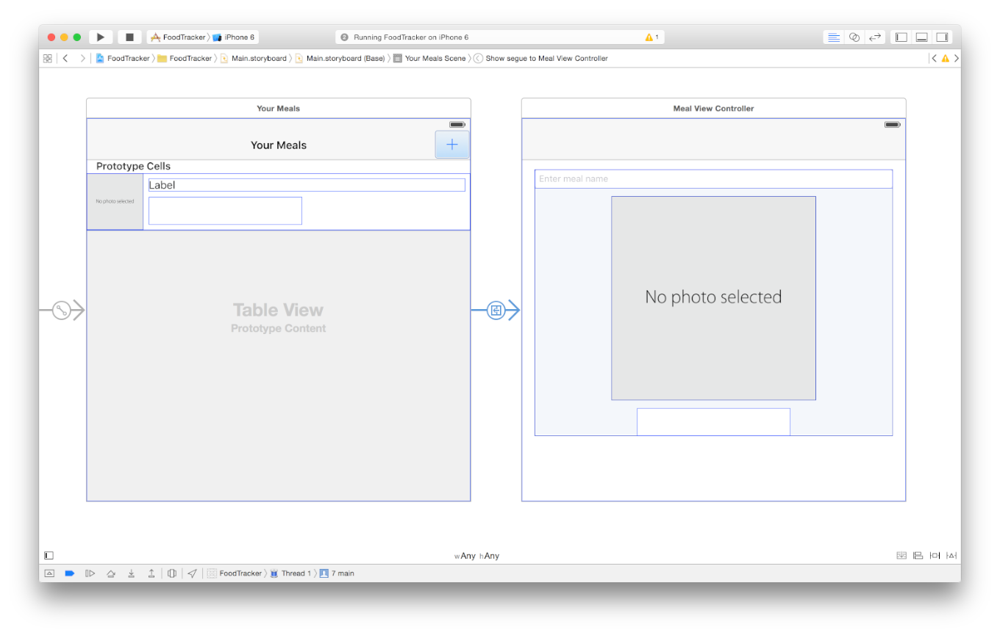 FoodTracker iPhone 6 2 Running FoodTracker on iPhone 6 1
FoodTracker FoodTracker Main.storyboard Main.storyboard (Base) Your Meals Scene Show segue to Meal View Controller
Your Meals
Your Meals
Prototype Cells
No photo selected
Label
Table View
Prototype Content
Meal View Controller
Enter meal name
No photo selected
wAny hAny
FoodTracker Thread 1 7 main